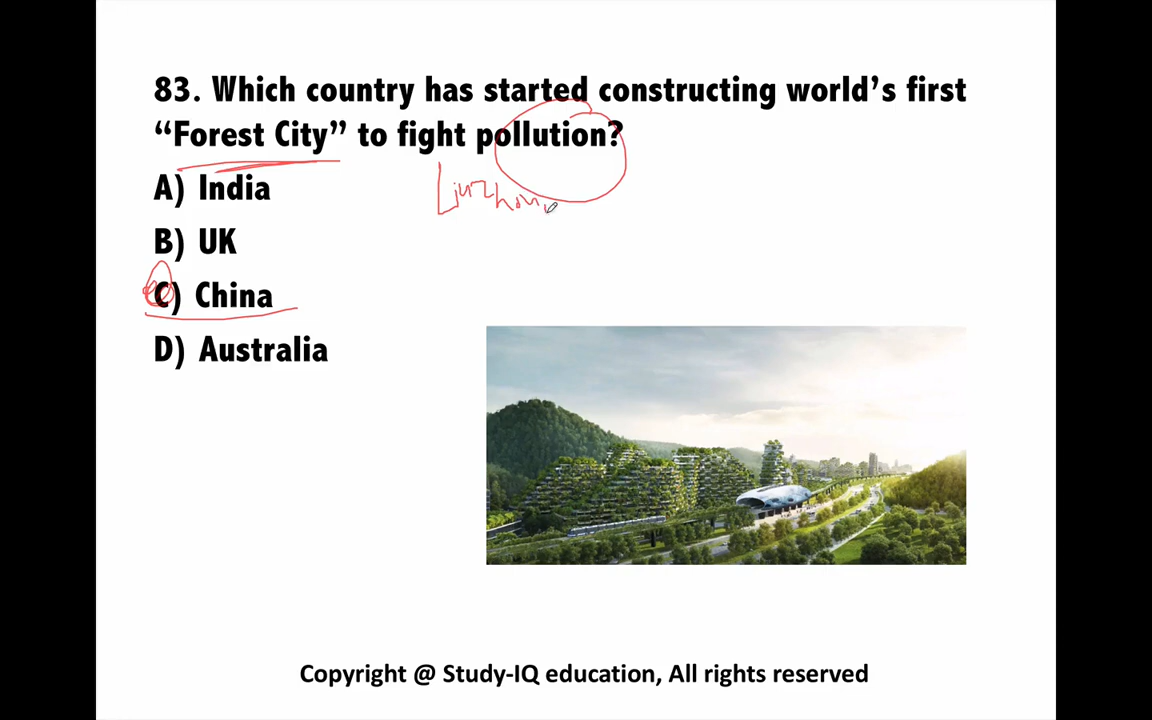 83. Which country has started constructing world's first
“Forest City” to fight pollution?
A) India
Liuzhou
B) UK
C) China
D) Australia
Copyright @ Study-IQ education, All rights reserved